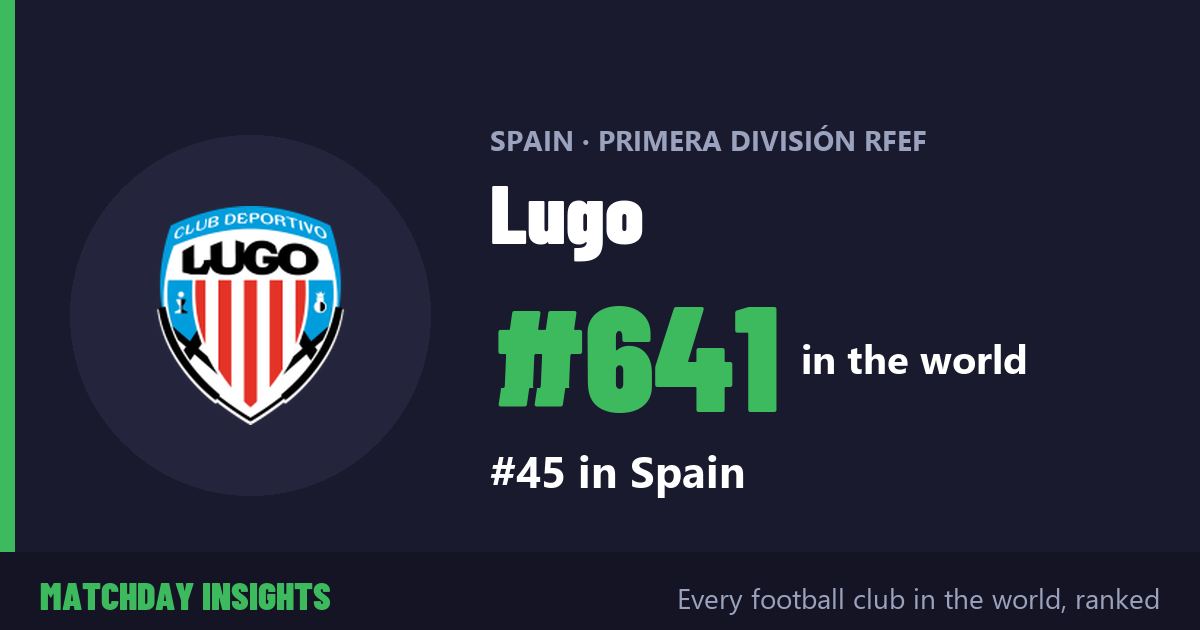 SPAIN · PRIMERA DIVISIÓN RFEF
Lugo
CLUB DEPORTIVO
LUGO
#641 in the world
#45 in Spain
MATCHDAY INSIGHTS
Every football club in the world, ranked